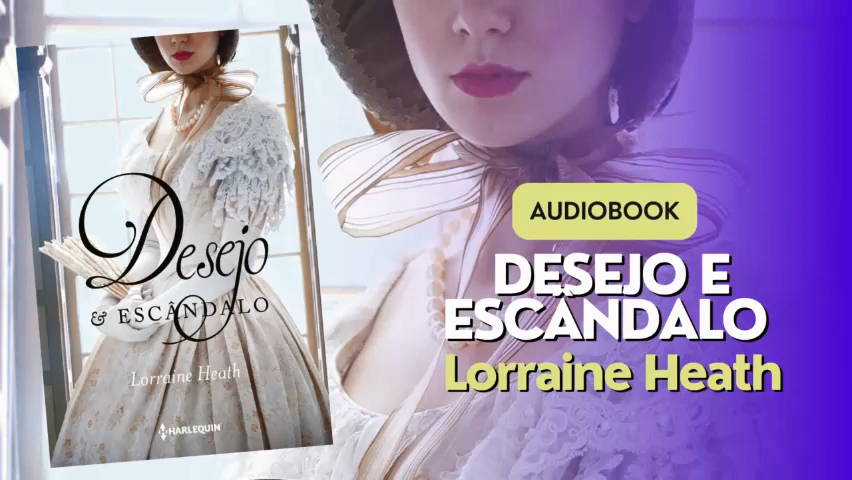 Desejo
& ESCÂNDALO
Lorraine Heath
HARLEQUIN
AUDIOBOOK
DESEJO E
ESCÂNDALO
Lorraine Heath